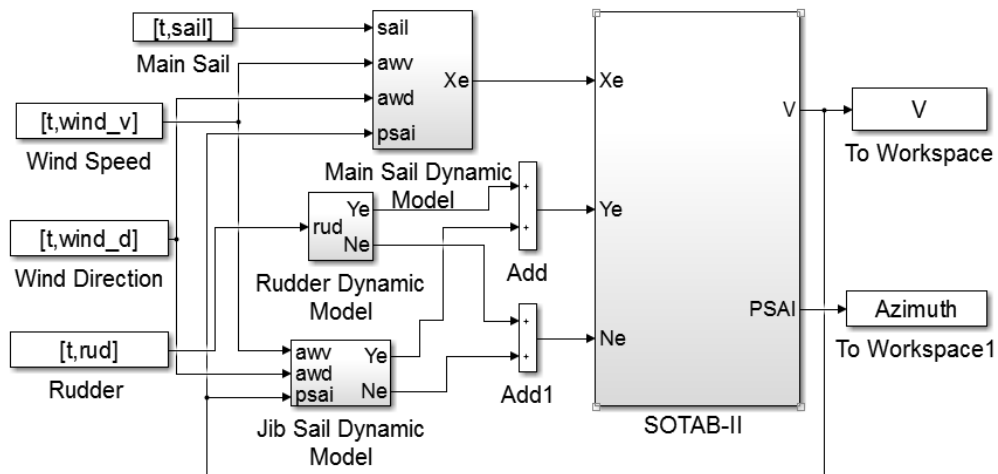 [t,sail]
Main Sail
[t,wind_v]
Wind Speed
[t,wind_d]
Wind Direction
[t,rud]
Rudder
sail
awv
awd
psai
Xe
Main Sail Dynamic
Model
rud
Ye
Ne
Rudder Dynamic
Model
awv
awd
psai
Ye
Ne
Jib Sail Dynamic
Model
+
+
Add
+
+
Add1
Xe
Ye
Ne
V
PSAI
SOTAB-II
V
To Workspace
Azimuth
To Workspace1